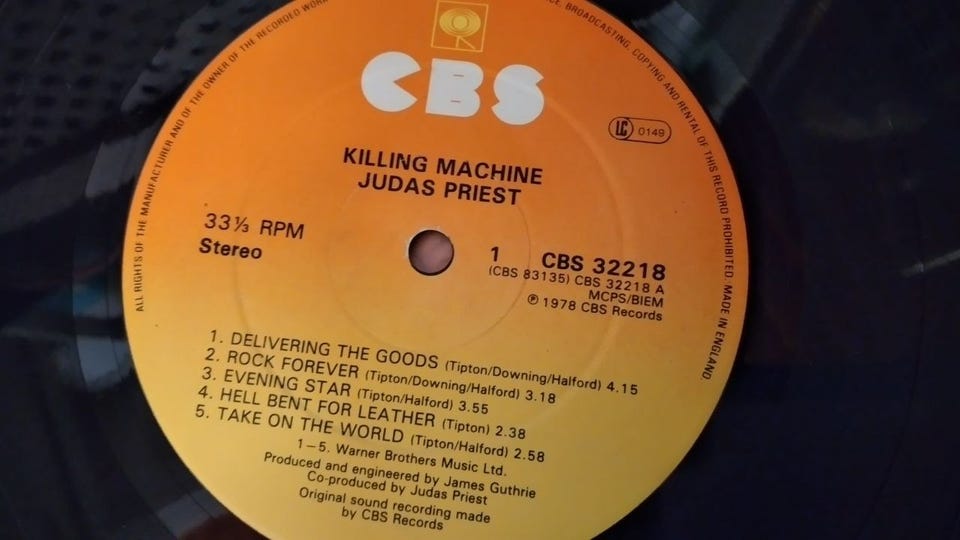 ALL RIGHTS OF THE MANUFACTURER AND OF THE OWNER OF THE RECORDED
BROADCASTING, COPYING AND RENTAL OF THIS RECORD PROHIBITED. MADE IN ENGLAND.
CBS
LC 0149
KILLING MACHINE
JUDAS PRIEST
33⅓ RPM
Stereo
1 CBS 32218
(CBS 83135) CBS 32218 A
MCPS/BIEM
℗ 1978 CBS Records
1. DELIVERING THE GOODS (Tipton/Downing/Halford) 4.15
2. ROCK FOREVER (Tipton/Downing/Halford) 3.18
3. EVENING STAR (Tipton/Halford) 3.55
4. HELL BENT FOR LEATHER (Tipton) 2.38
5. TAKE ON THE WORLD (Tipton/Halford) 2.58
1–5. Warner Brothers Music Ltd.
Produced and engineered by James Guthrie
Co-produced by Judas Priest
Original sound recording made
by CBS Records